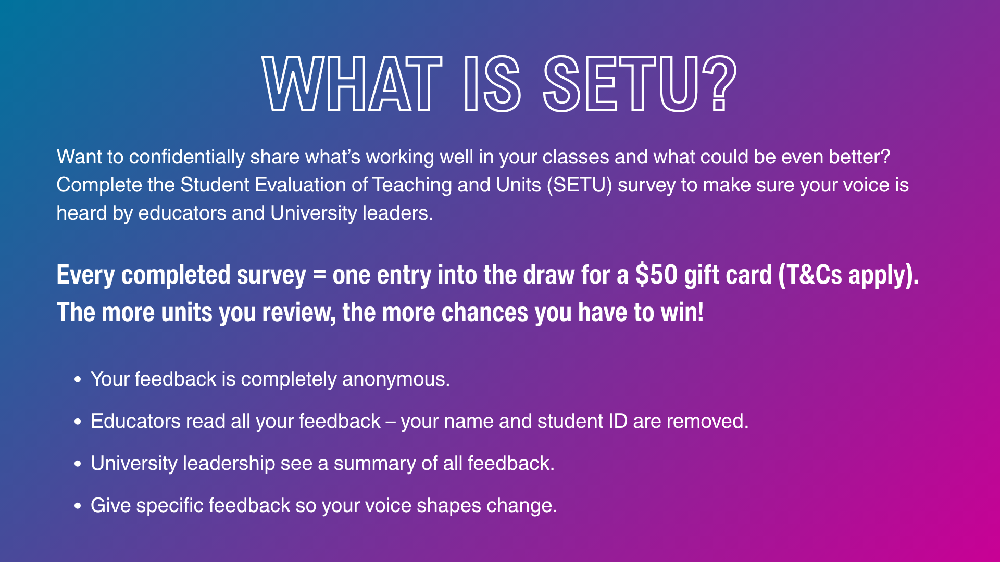 WHAT IS SETU?
Want to confidentially share what’s working well in your classes and what could be even better?
Complete the Student Evaluation of Teaching and Units (SETU) survey to make sure your voice is
heard by educators and University leaders.
Every completed survey = one entry into the draw for a $50 gift card (T&Cs apply).
The more units you review, the more chances you have to win!
• Your feedback is completely anonymous.
• Educators read all your feedback – your name and student ID are removed.
• University leadership see a summary of all feedback.
• Give specific feedback so your voice shapes change.